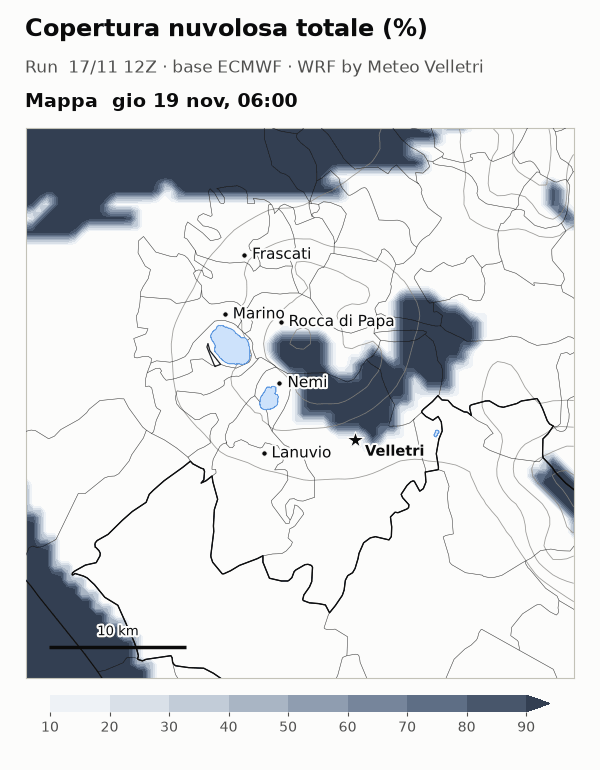 Copertura nuvolosa totale (%)
Run  17/11 12Z · base ECMWF · WRF by Meteo Velletri
Mappa  gio 19 nov, 06:00
Frascati
Marino
Rocca di Papa
Nemi
Velletri
Lanuvio
10 km
10 20 30 40 50 60 70 80 90